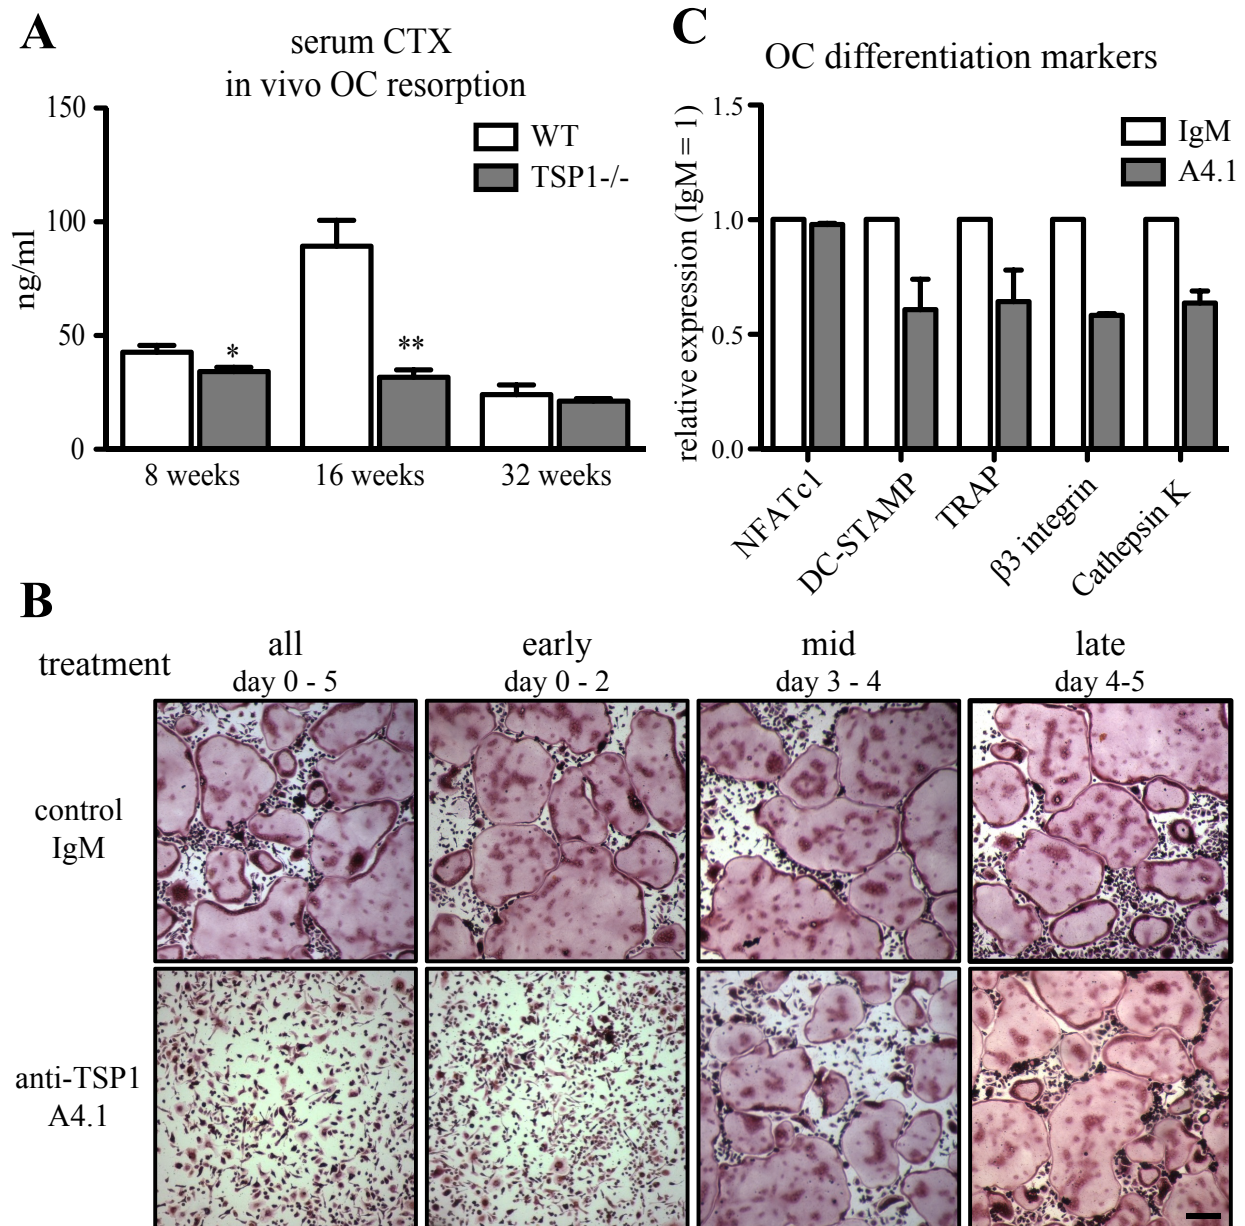 A
serum CTX
in vivo OC resorption
150
100
50
0
ng/ml
WT
TSP1-/-
*
**
8 weeks
16 weeks
32 weeks
C
OC differentiation markers
1.5
1.0
0.5
0.0
relative expression (IgM = 1)
IgM
A4.1
NFATc1
DC-STAMP
TRAP
β3 integrin
Cathepsin K
B
treatment
all
day 0 - 5
early
day 0 - 2
mid
day 3 - 4
late
day 4-5
control
IgM
anti-TSP1
A4.1